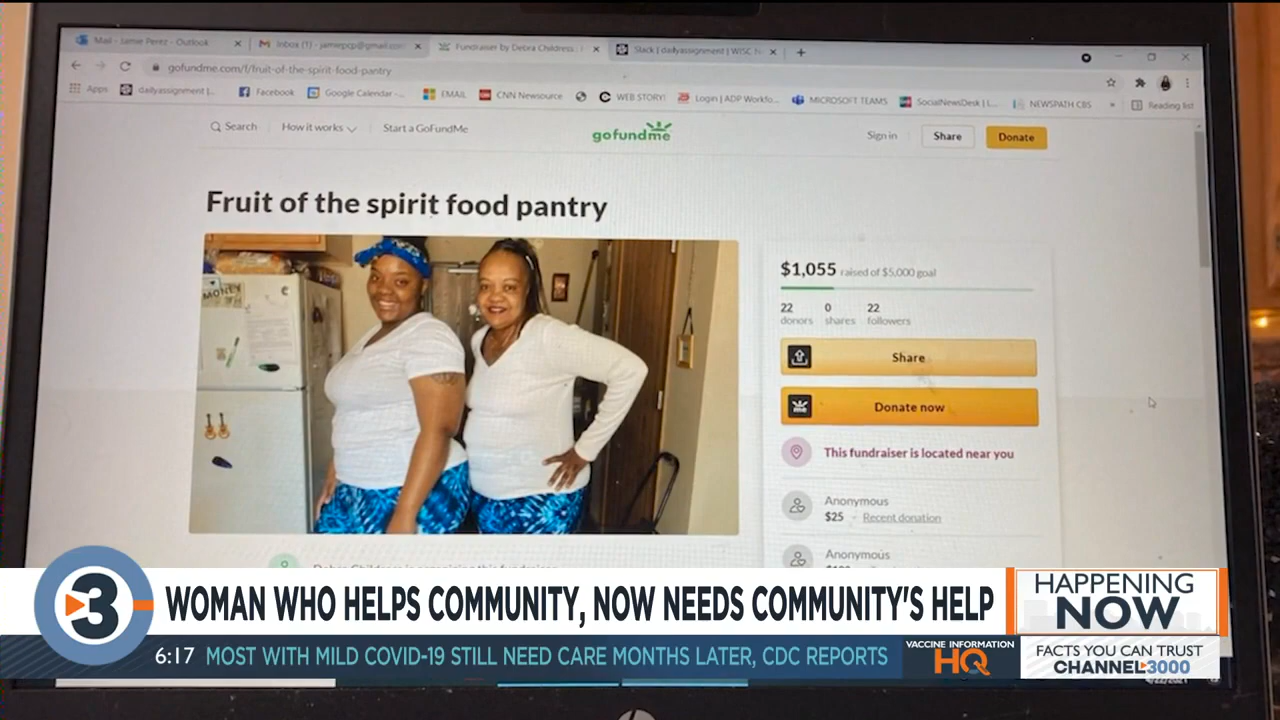 Mail - Jamie Perez - Outlook
Inbox (1) - jamiepcp@gmail.com
Fundraiser by Debra Childress
Slack | dailyassignment | WISC
gofundme.com/f/fruit-of-the-spirit-food-pantry
Apps
dailyassignment |...
Facebook
Google Calendar -...
EMAIL
CNN Newsource
WEB STORY!
Login | ADP Workfo...
MICROSOFT TEAMS
SocialNewsDesk | L...
NEWSPATH CBS
»
Reading list
Search
How it works
Start a GoFundMe
gofundme
Sign in
Share
Donate
Fruit of the spirit food pantry
MONEY
$1,055 raised of $5,000 goal
22 donors
0 shares
22 followers
Share
me
Donate now
This fundraiser is located near you
Anonymous
$25 · Recent donation
Anonymous
3
WOMAN WHO HELPS COMMUNITY, NOW NEEDS COMMUNITY'S HELP
HAPPENING
NOW
6:17
MOST WITH MILD COVID-19 STILL NEED CARE MONTHS LATER, CDC REPORTS
VACCINE INFORMATION
HQ
FACTS YOU CAN TRUST
CHANNEL 3000